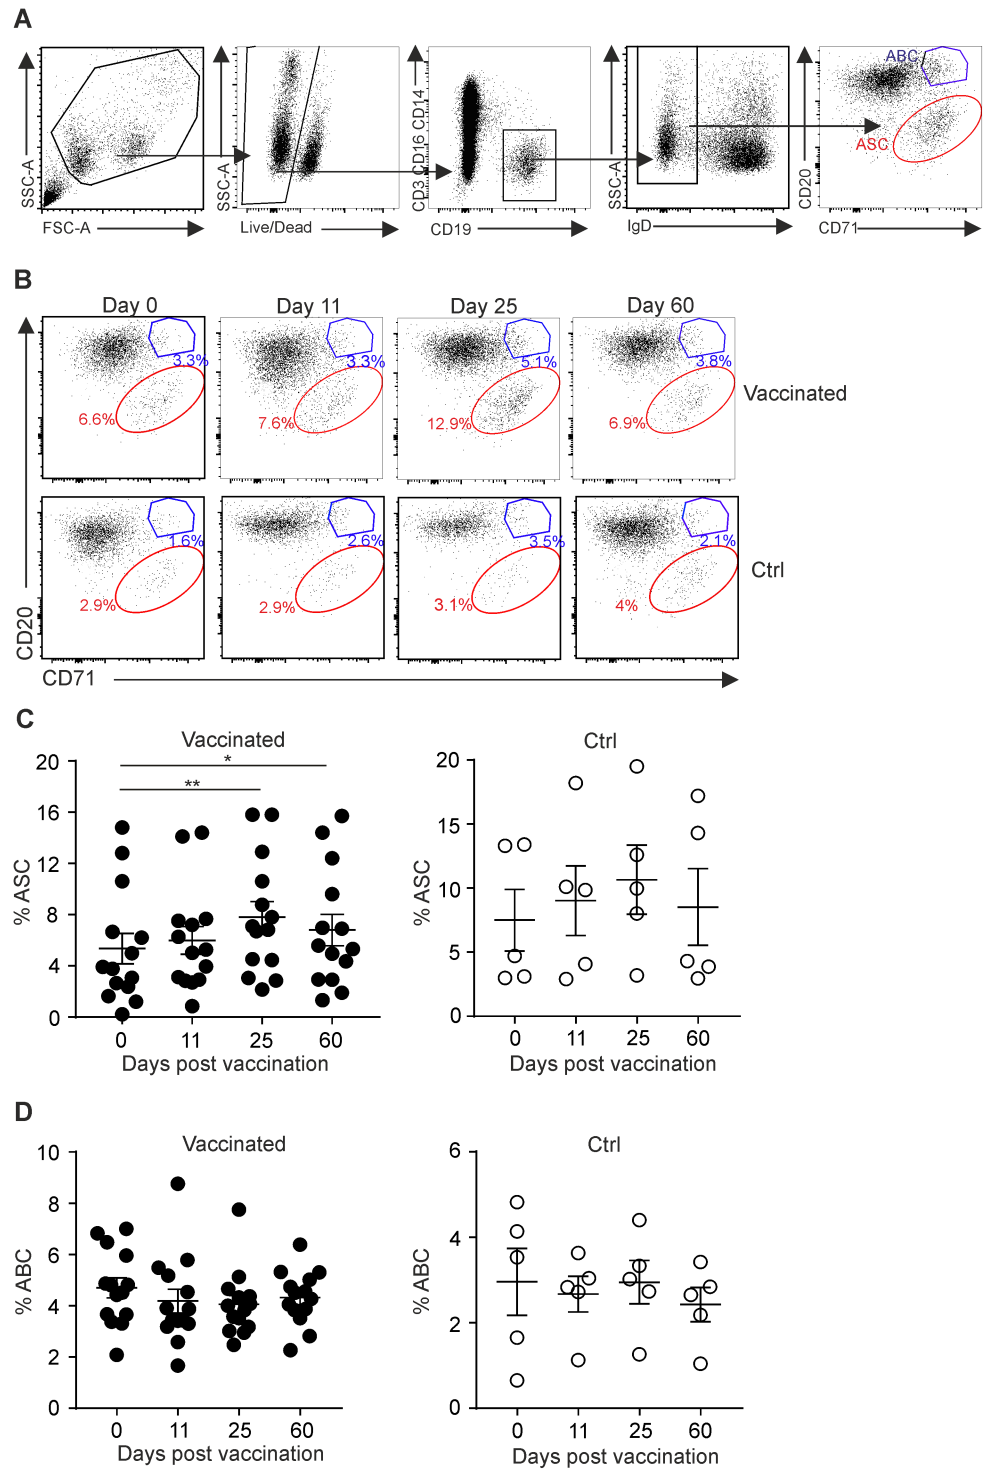 A
SSC-A
FSC-A
SSC-A
Live/Dead
CD3 CD16 CD14
CD19
SSC-A
IgD
ABC
ASC
CD20
CD71
B
Day 0
Day 11
Day 25
Day 60
3.3%
3.3%
5.1%
3.8%
Vaccinated
6.6%
7.6%
12.9%
6.9%
1.6%
2.6%
3.5%
2.1%
Ctrl
2.9%
2.9%
3.1%
4%
CD20
CD71
C
Vaccinated
Ctrl
*
**
% ASC
20
16
12
8
4
0
0 11 25 60
Days post vaccination
% ASC
20
15
10
5
0
0 11 25 60
Days post vaccination
D
Vaccinated
Ctrl
% ABC
10
8
6
4
2
0
0 11 25 60
Days post vaccination
% ABC
6
4
2
0
0 11 25 60
Days post vaccination